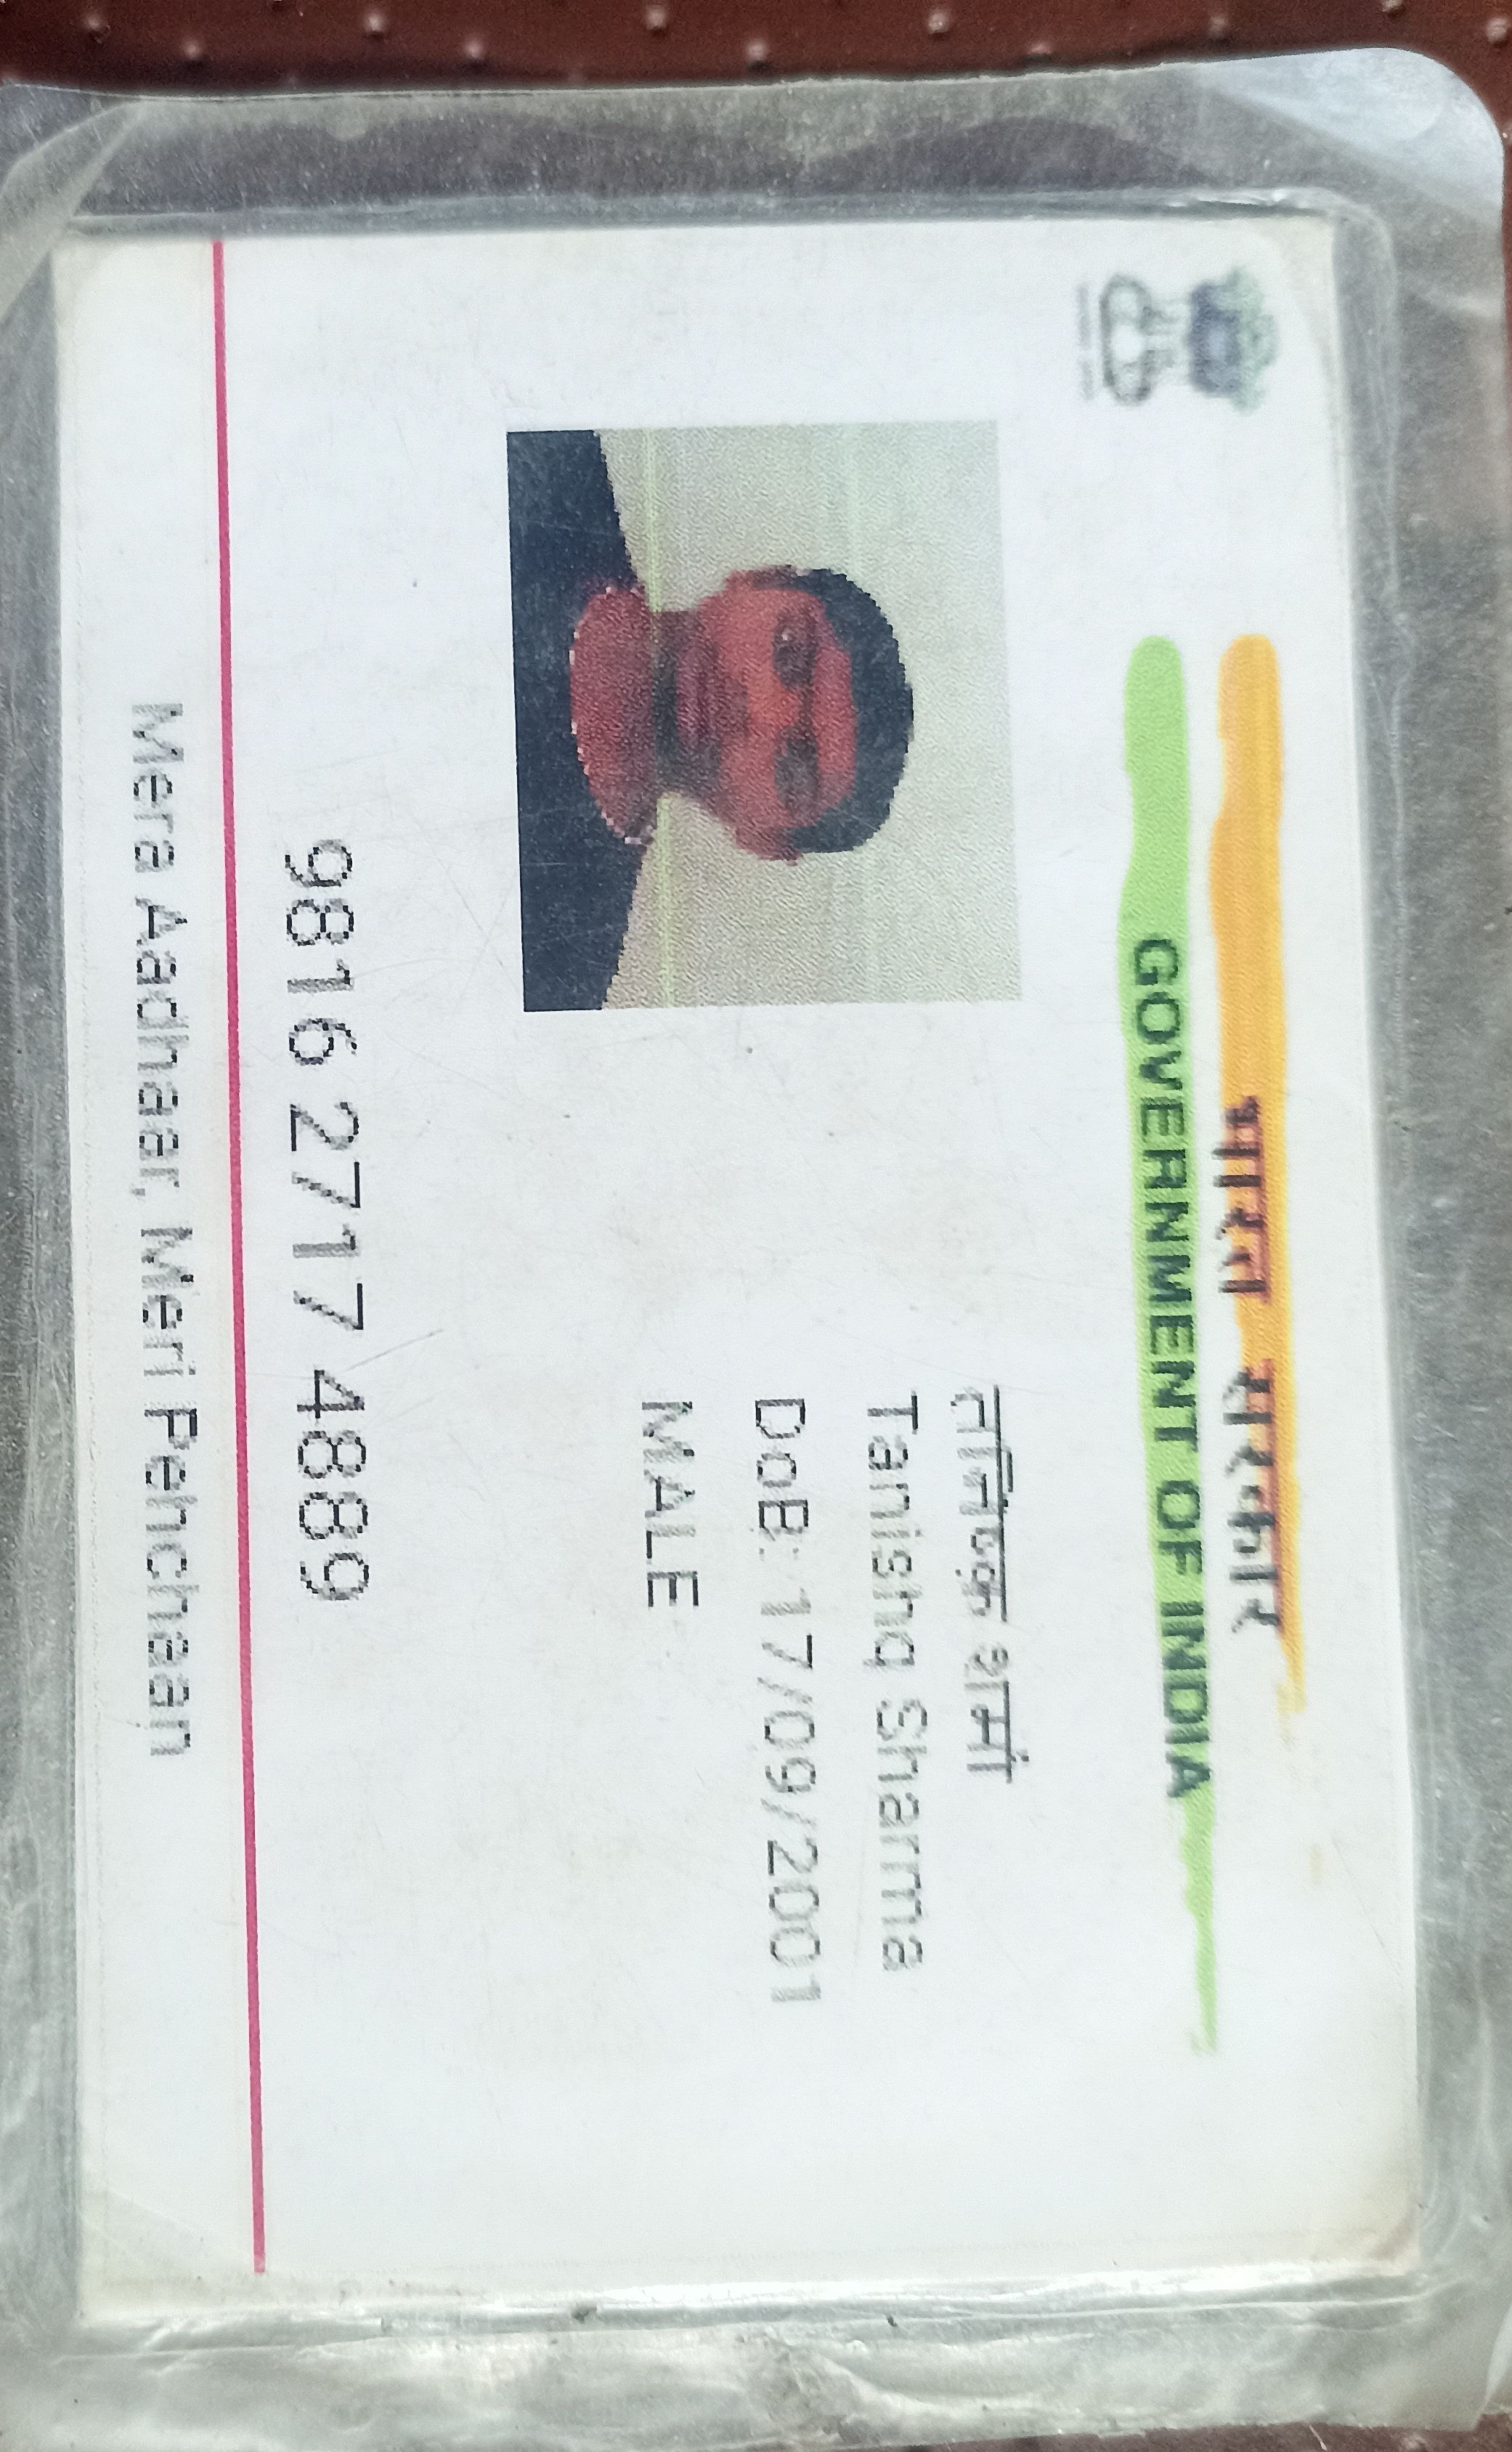 भारत सरकार
GOVERNMENT OF INDIA
तनिष्क शर्मा
Tanishq Sharma
DoB: 17/09/2001
MALE
9816 2717 4889
Mera Aadhaar, Meri Pehchaan